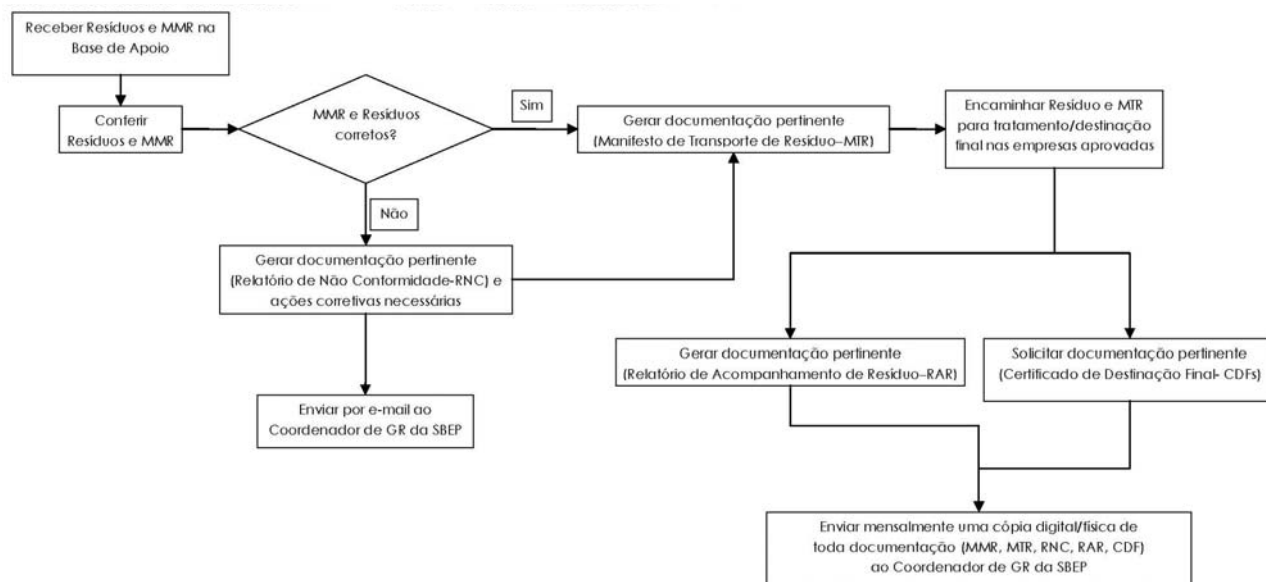 Receber Resíduos e MMR na
Base de Apoio
Conferir
Resíduos e MMR
MMR e Resíduos
corretos?
Sim
Gerar documentação pertinente
(Manifesto de Transporte de Resíduo–MTR)
Encaminhar Resíduo e MTR
para tratamento/destinação
final nas empresas aprovadas
Não
Gerar documentação pertinente
(Relatório de Não Conformidade-RNC) e
ações corretivas necessárias
Enviar por e-mail ao
Coordenador de GR da SBEP
Gerar documentação pertinente
(Relatório de Acompanhamento de Resíduo–RAR)
Solicitar documentação pertinente
(Certificado de Destinação Final- CDFs)
Enviar mensalmente uma cópia digital/física de
toda documentação (MMR, MTR, RNC, RAR, CDF)
ao Coordenador de GR da SBEP